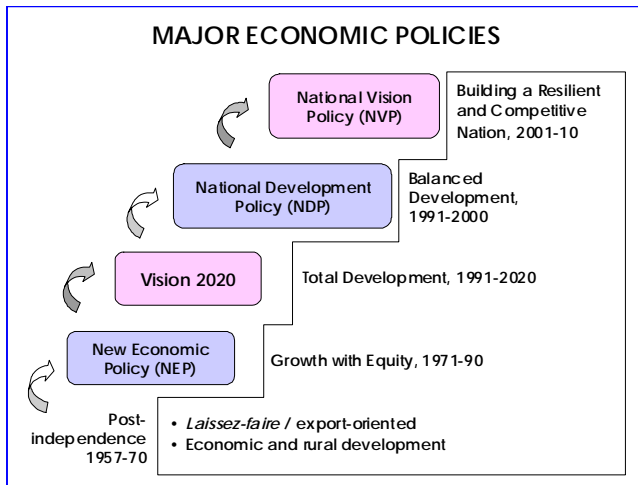 MAJOR ECONOMIC POLICIES
National Vision
Policy (NVP)
Building a Resilient
and Competitive
Nation, 2001-10
National Development
Policy (NDP)
Balanced
Development,
1991-2000
Vision 2020
Total Development, 1991-2020
New Economic
Policy (NEP)
Growth with Equity, 1971-90
Post-
independence
1957-70
• Laissez-faire / export-oriented
• Economic and rural development